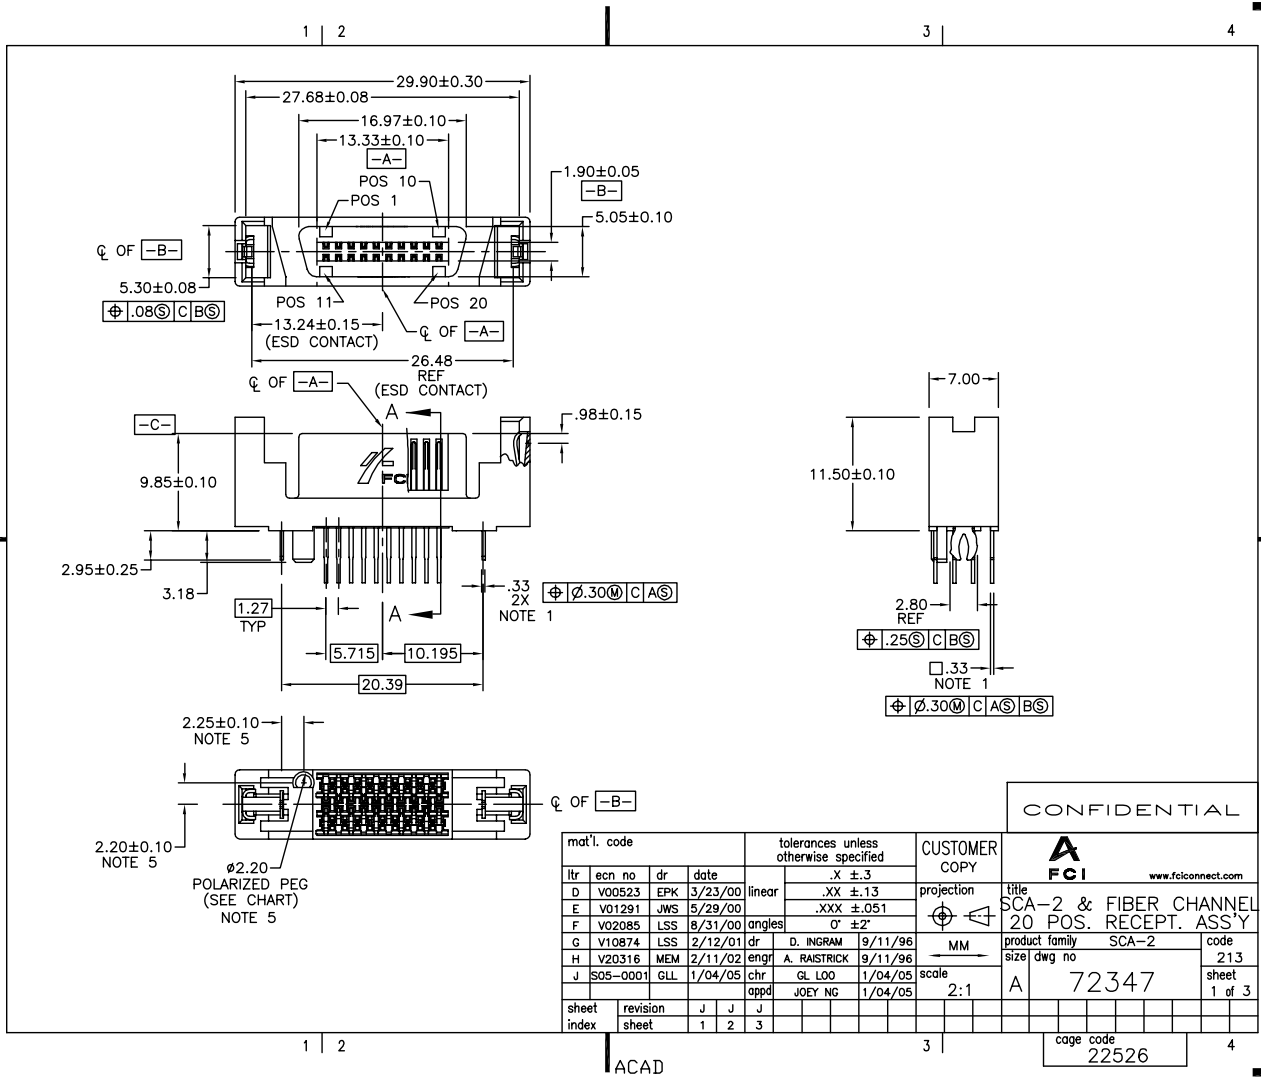 1 2 3 4
29.90±0.30
27.68±0.08
16.97±0.10
13.33±0.10
-A-
POS 10
POS 1
1.90±0.05
-B-
5.05±0.10
℄ OF -B-
5.30±0.08
⌖ .08Ⓢ C BⓈ
POS 11
POS 20
13.24±0.15
(ESD CONTACT)
℄ OF -A-
26.48
REF
(ESD CONTACT)
℄ OF -A-
A
-C-
.98±0.15
9.85±0.10
FCI
2.95±0.25
3.18
1.27
TYP
A
.33
2X
NOTE 1
⌖ Ø.30Ⓜ C AⓈ
5.715
10.195
20.39
7.00
11.50±0.10
2.80
REF
⌖ .25Ⓢ C BⓈ
□.33
NOTE 1
⌖ Ø.30Ⓜ C AⓈ BⓈ
2.25±0.10
NOTE 5
2.20±0.10
NOTE 5
℄ OF -B-
ø2.20
POLARIZED PEG
(SEE CHART)
NOTE 5
CONFIDENTIAL
mat'l. code
tolerances unless
otherwise specified
CUSTOMER
COPY
FCI
www.fciconnect.com
ltr ecn no dr date
D V00523 EPK 3/23/00
E V01291 JWS 5/29/00
F V02085 LSS 8/31/00
G V10874 LSS 2/12/01
H V20316 MEM 2/11/02
J S05-0001 GLL 1/04/05
linear
.X ±.3
.XX ±.13
.XXX ±.051
angles 0° ±2°
dr D. INGRAM 9/11/96
engr A. RAISTRICK 9/11/96
chr GL LOO 1/04/05
appd JOEY NG 1/04/05
projection
MM
scale
2:1
title
SCA-2 & FIBER CHANNEL
20 POS. RECEPT. ASS'Y
product family SCA-2
code
213
size A
dwg no
72347
sheet
1 of 3
sheet index
revision J J J
sheet 1 2 3
cage code
22526
1 2 3 4
ACAD